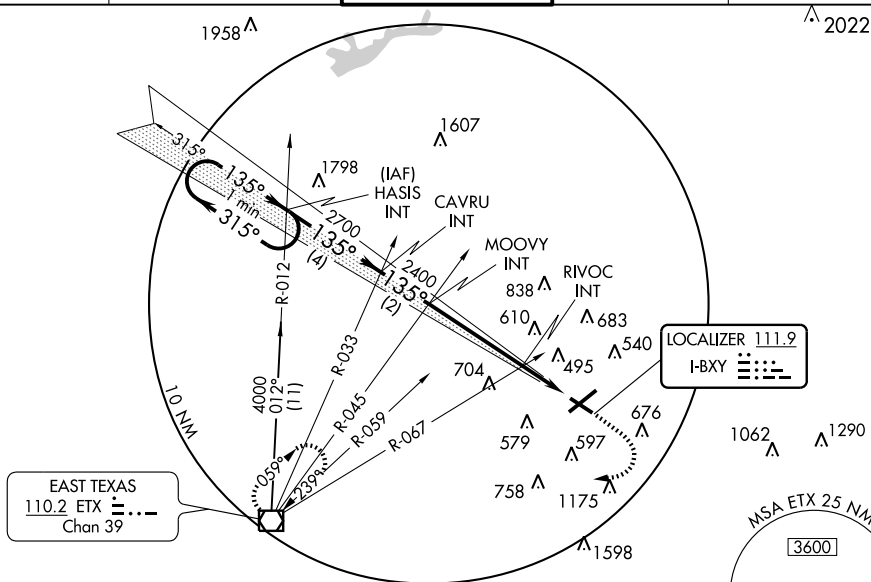 1958
2022
1607
1798
315°
135°
1 min
315°
(IAF)
HASIS
INT
2700
135°
(4)
CAVRU
INT
2400
135°
(2)
MOOVY
INT
RIVOC
INT
838
610
683
540
495
704
LOCALIZER 111.9
I-BXY
R-012
R-033
R-045
R-059
R-067
4000
012°
(11)
10 NM
676
579
597
758
1175
1062
1290
059°
239°
EAST TEXAS
110.2 ETX
Chan 39
1598
MSA ETX 25 NM
3600